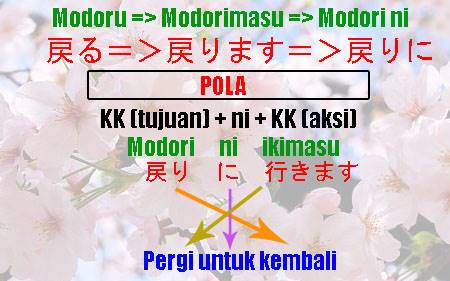 Modoru => Modorimasu => Modori ni
戻る＝＞戻ります＝＞戻りに
POLA
KK (tujuan) + ni + KK (aksi)
Modori ni ikimasu
戻り に 行きます
Pergi untuk kembali